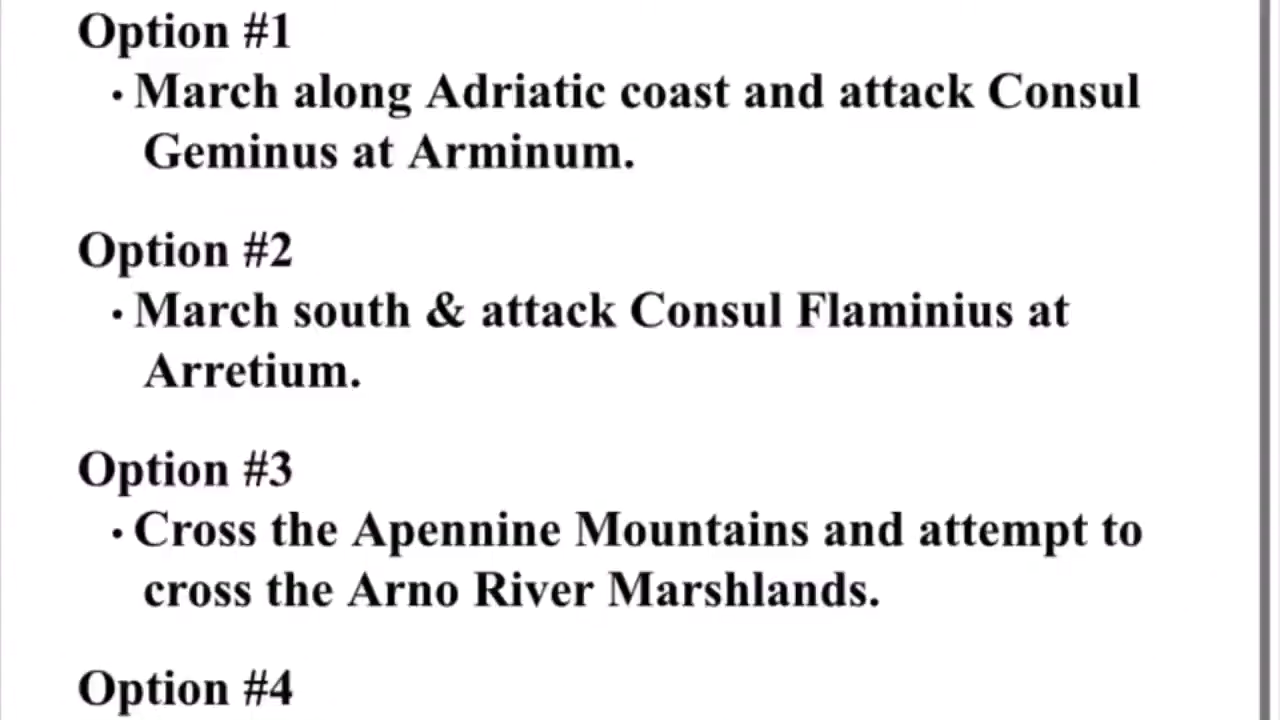 Option #1
• March along Adriatic coast and attack Consul
Geminus at Arminum.
Option #2
• March south & attack Consul Flaminius at
Arretium.
Option #3
• Cross the Apennine Mountains and attempt to
cross the Arno River Marshlands.
Option #4